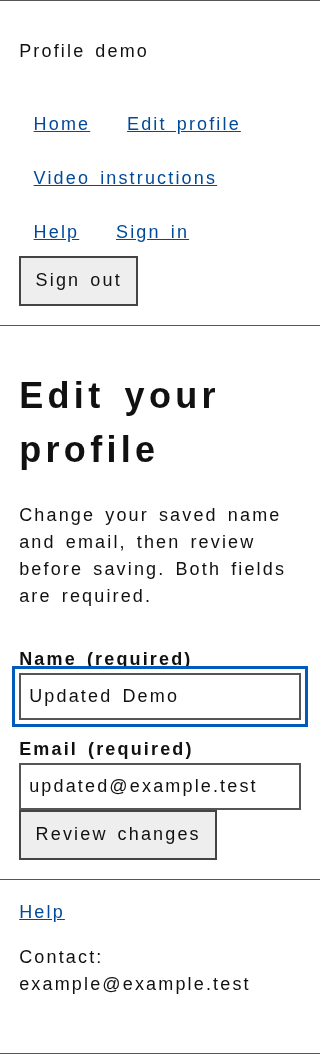 Profile demo
Home Edit profile
Video instructions
Help Sign in
Sign out
Edit your
profile
Change your saved name
and email, then review
before saving. Both fields
are required.
Name (required)
Updated Demo
Email (required)
updated@example.test
Review changes
Help
Contact:
example@example.test